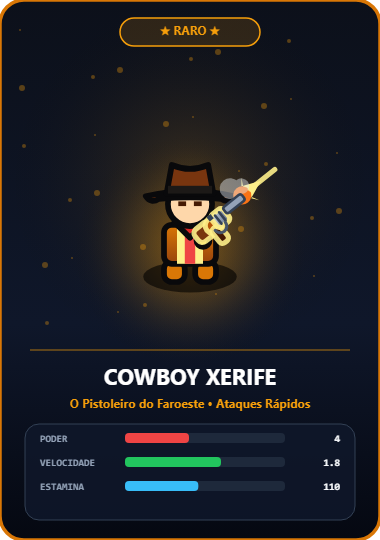 ★ RARO ★
COWBOY XERIFE
O Pistoleiro do Faroeste • Ataques Rápidos
PODER 4
VELOCIDADE 1.8
ESTAMINA 110